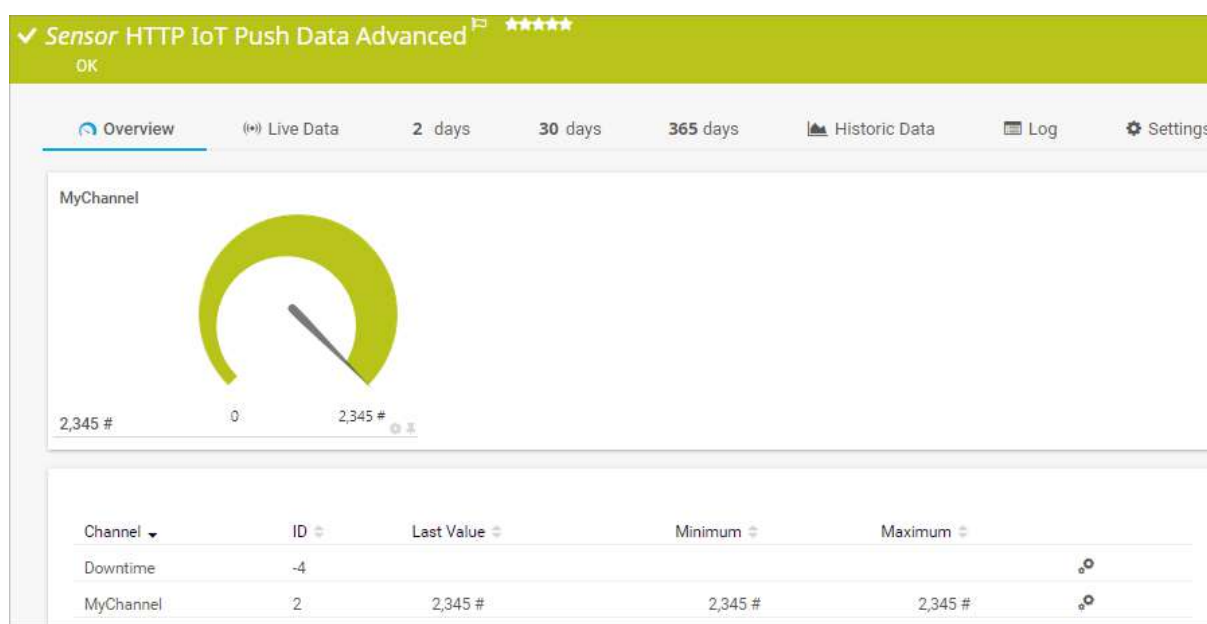 Sensor HTTP IoT Push Data Advanced
OK
Overview Live Data 2 days 30 days 365 days Historic Data Log Settings
MyChannel
0 2,345 #
2,345 #
Channel ID Last Value Minimum Maximum
Downtime -4
MyChannel 2 2,345 # 2,345 # 2,345 #